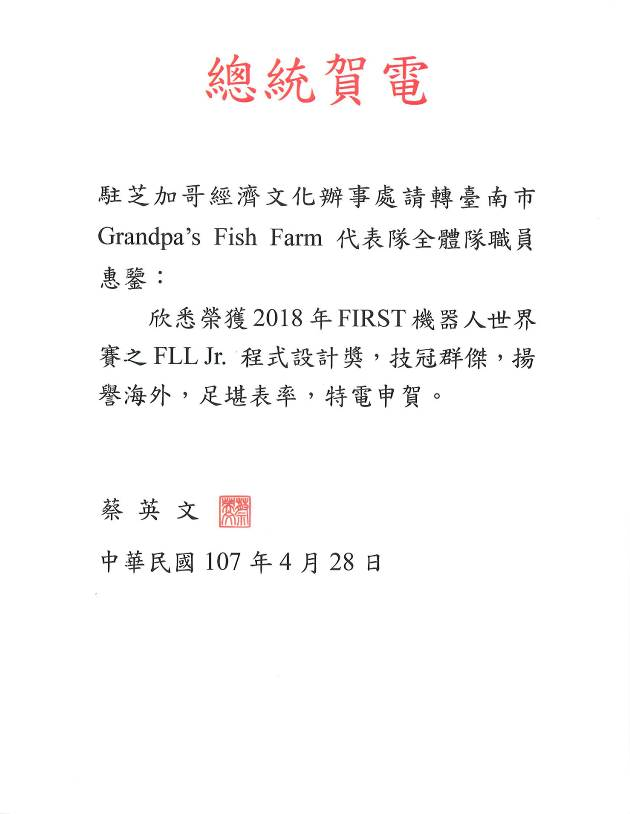 總統賀電
駐芝加哥經濟文化辦事處請轉臺南市
Grandpa's Fish Farm 代表隊全體隊職員
惠鑒：
欣悉榮獲2018年FIRST機器人世界
賽之FLL Jr. 程式設計獎，技冠群傑，揚
譽海外，足堪表率，特電申賀。
蔡英文
中華民國107年4月28日